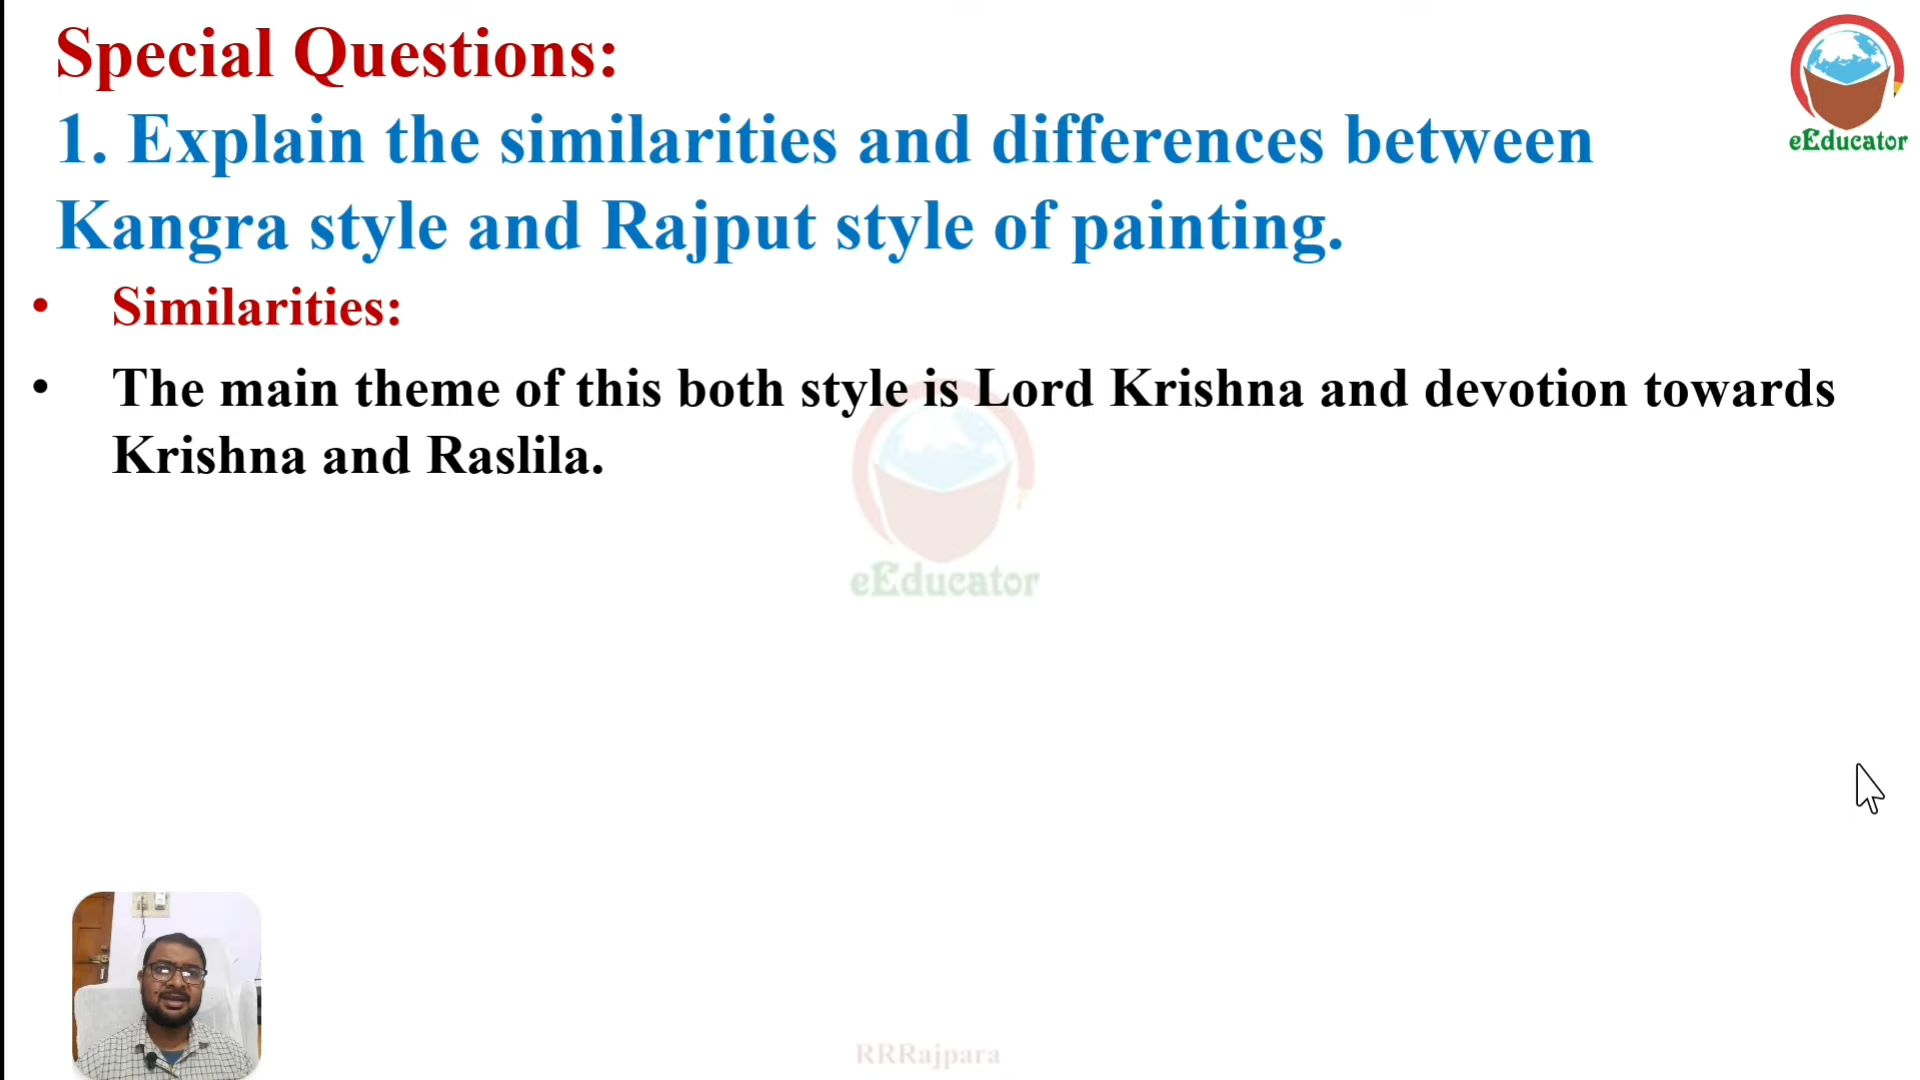 Special Questions:
eEducator
1. Explain the similarities and differences between
Kangra style and Rajput style of painting.
• Similarities:
• The main theme of this both style is Lord Krishna and devotion towards
Krishna and Raslila.
eEducator
RRRajpara